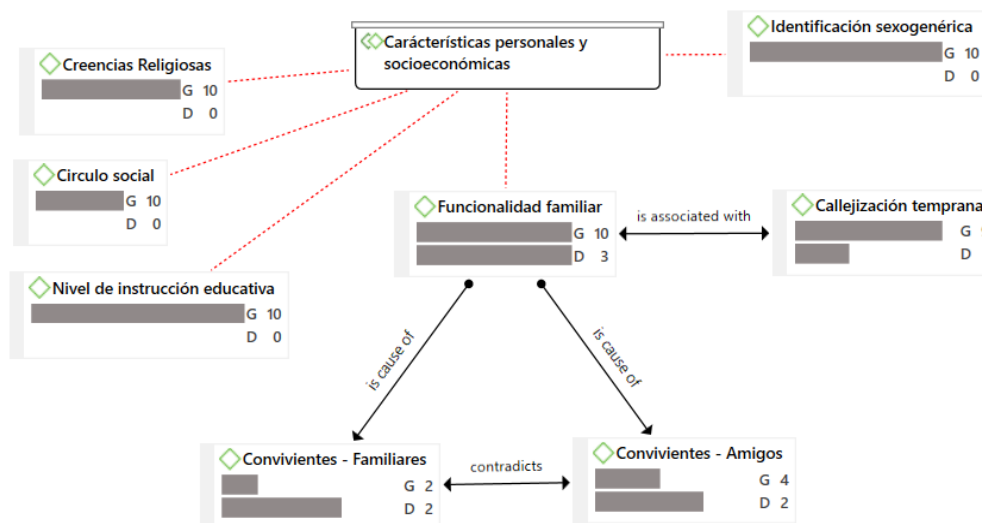 Carácterísticas personales y
socioeconómicas
Identificación sexogenérica
G 10
D 0
Creencias Religiosas
G 10
D 0
Circulo social
G 10
D 0
Funcionalidad familiar
G 10
D 3
is associated with
Callejización temprana
G
D
Nivel de instrucción educativa
G 10
D 0
is cause of
is cause of
Convivientes - Familiares
G 2
D 2
contradicts
Convivientes - Amigos
G 4
D 2